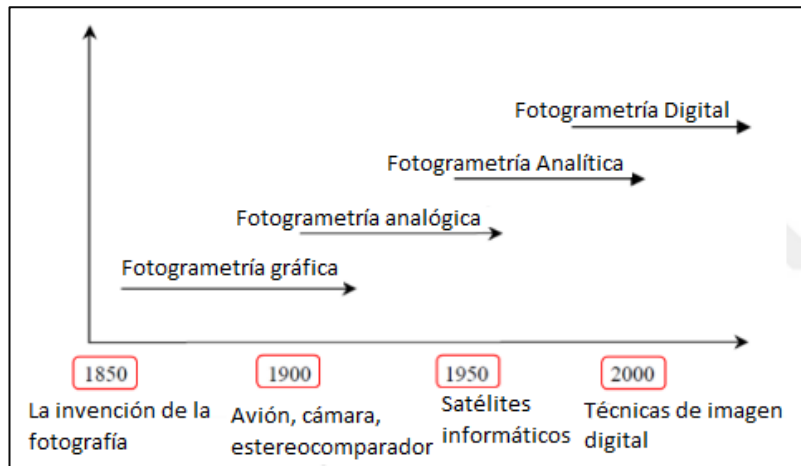 Fotogrametría Digital
Fotogrametría Analítica
Fotogrametría analógica
Fotogrametría gráfica
1850
1900
1950
2000
La invención de la
fotografía
Avión, cámara,
estereocomparador
Satélites
informáticos
Técnicas de imagen
digital